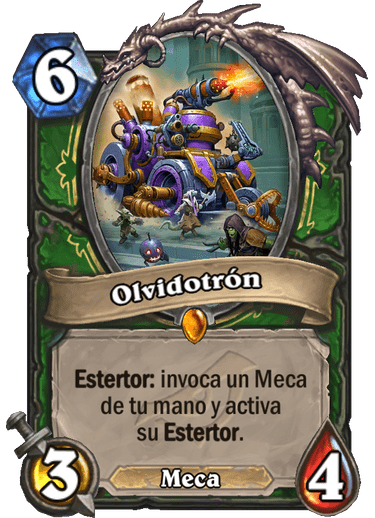 6
Olvidotrón
Estertor: invoca un Meca
de tu mano y activa
su Estertor.
3
Meca
4